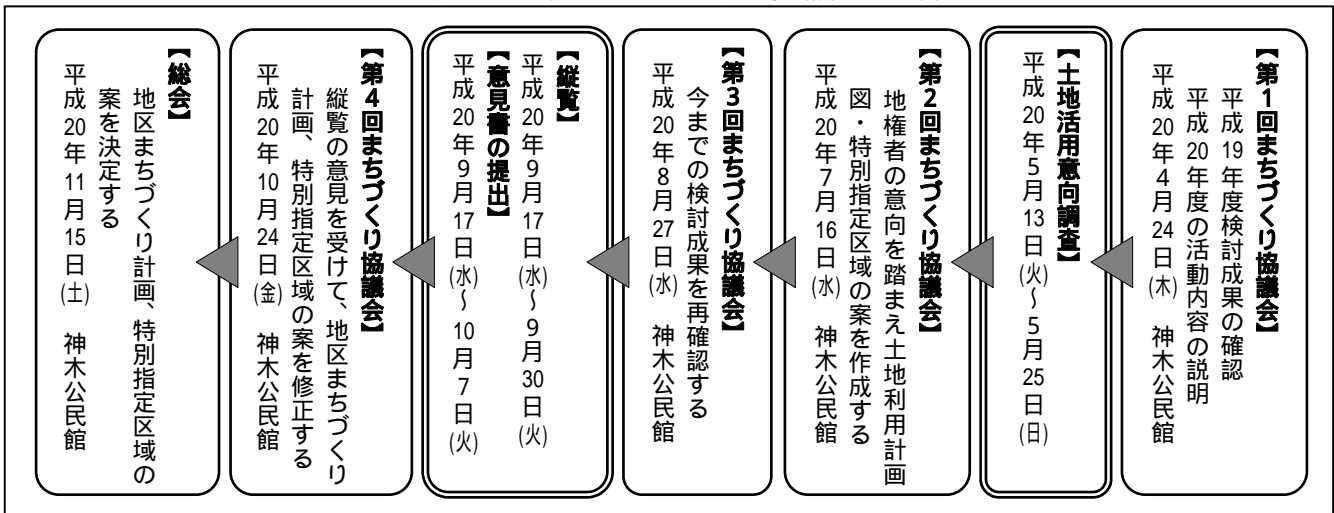 【第1回まちづくり協議会】
平成19年度検討成果の確認
平成20年度の活動内容の説明
平成20年4月24日(木) 神木公民館
【土地活用意向調査】
平成20年5月13日(火)～5月25日(日)
【第2回まちづくり協議会】
地権者の意向を踏まえ土地利用計画
図・特別指定区域の案を作成する
平成20年7月16日(水) 神木公民館
【第3回まちづくり協議会】
今までの検討成果を再確認する
平成20年8月27日(水) 神木公民館
【縦覧】
平成20年9月17日(水)～9月30日(火)
【意見書の提出】
平成20年9月17日(水)～10月7日(火)
【第4回まちづくり協議会】
縦覧の意見を受けて、地区まちづくり
計画、特別指定区域の案を修正する
平成20年10月24日(金) 神木公民館
【総会】
地区まちづくり計画、特別指定区域の
案を決定する
平成20年11月15日(土) 神木公民館